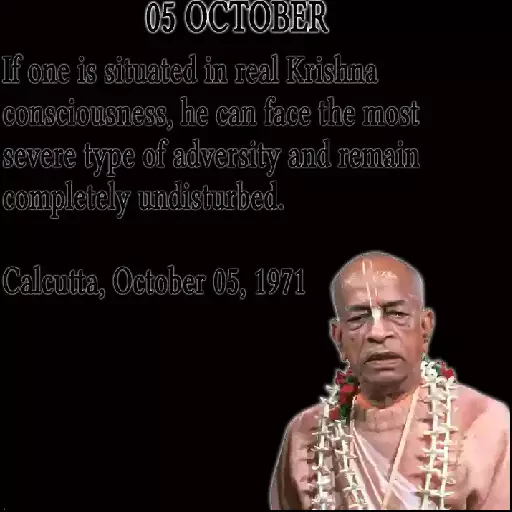 05 OCTOBER
If one is situated in real Krishna
consciousness, he can face the most
severe type of adversity and remain
completely undisturbed.
Calcutta, October 05, 1971